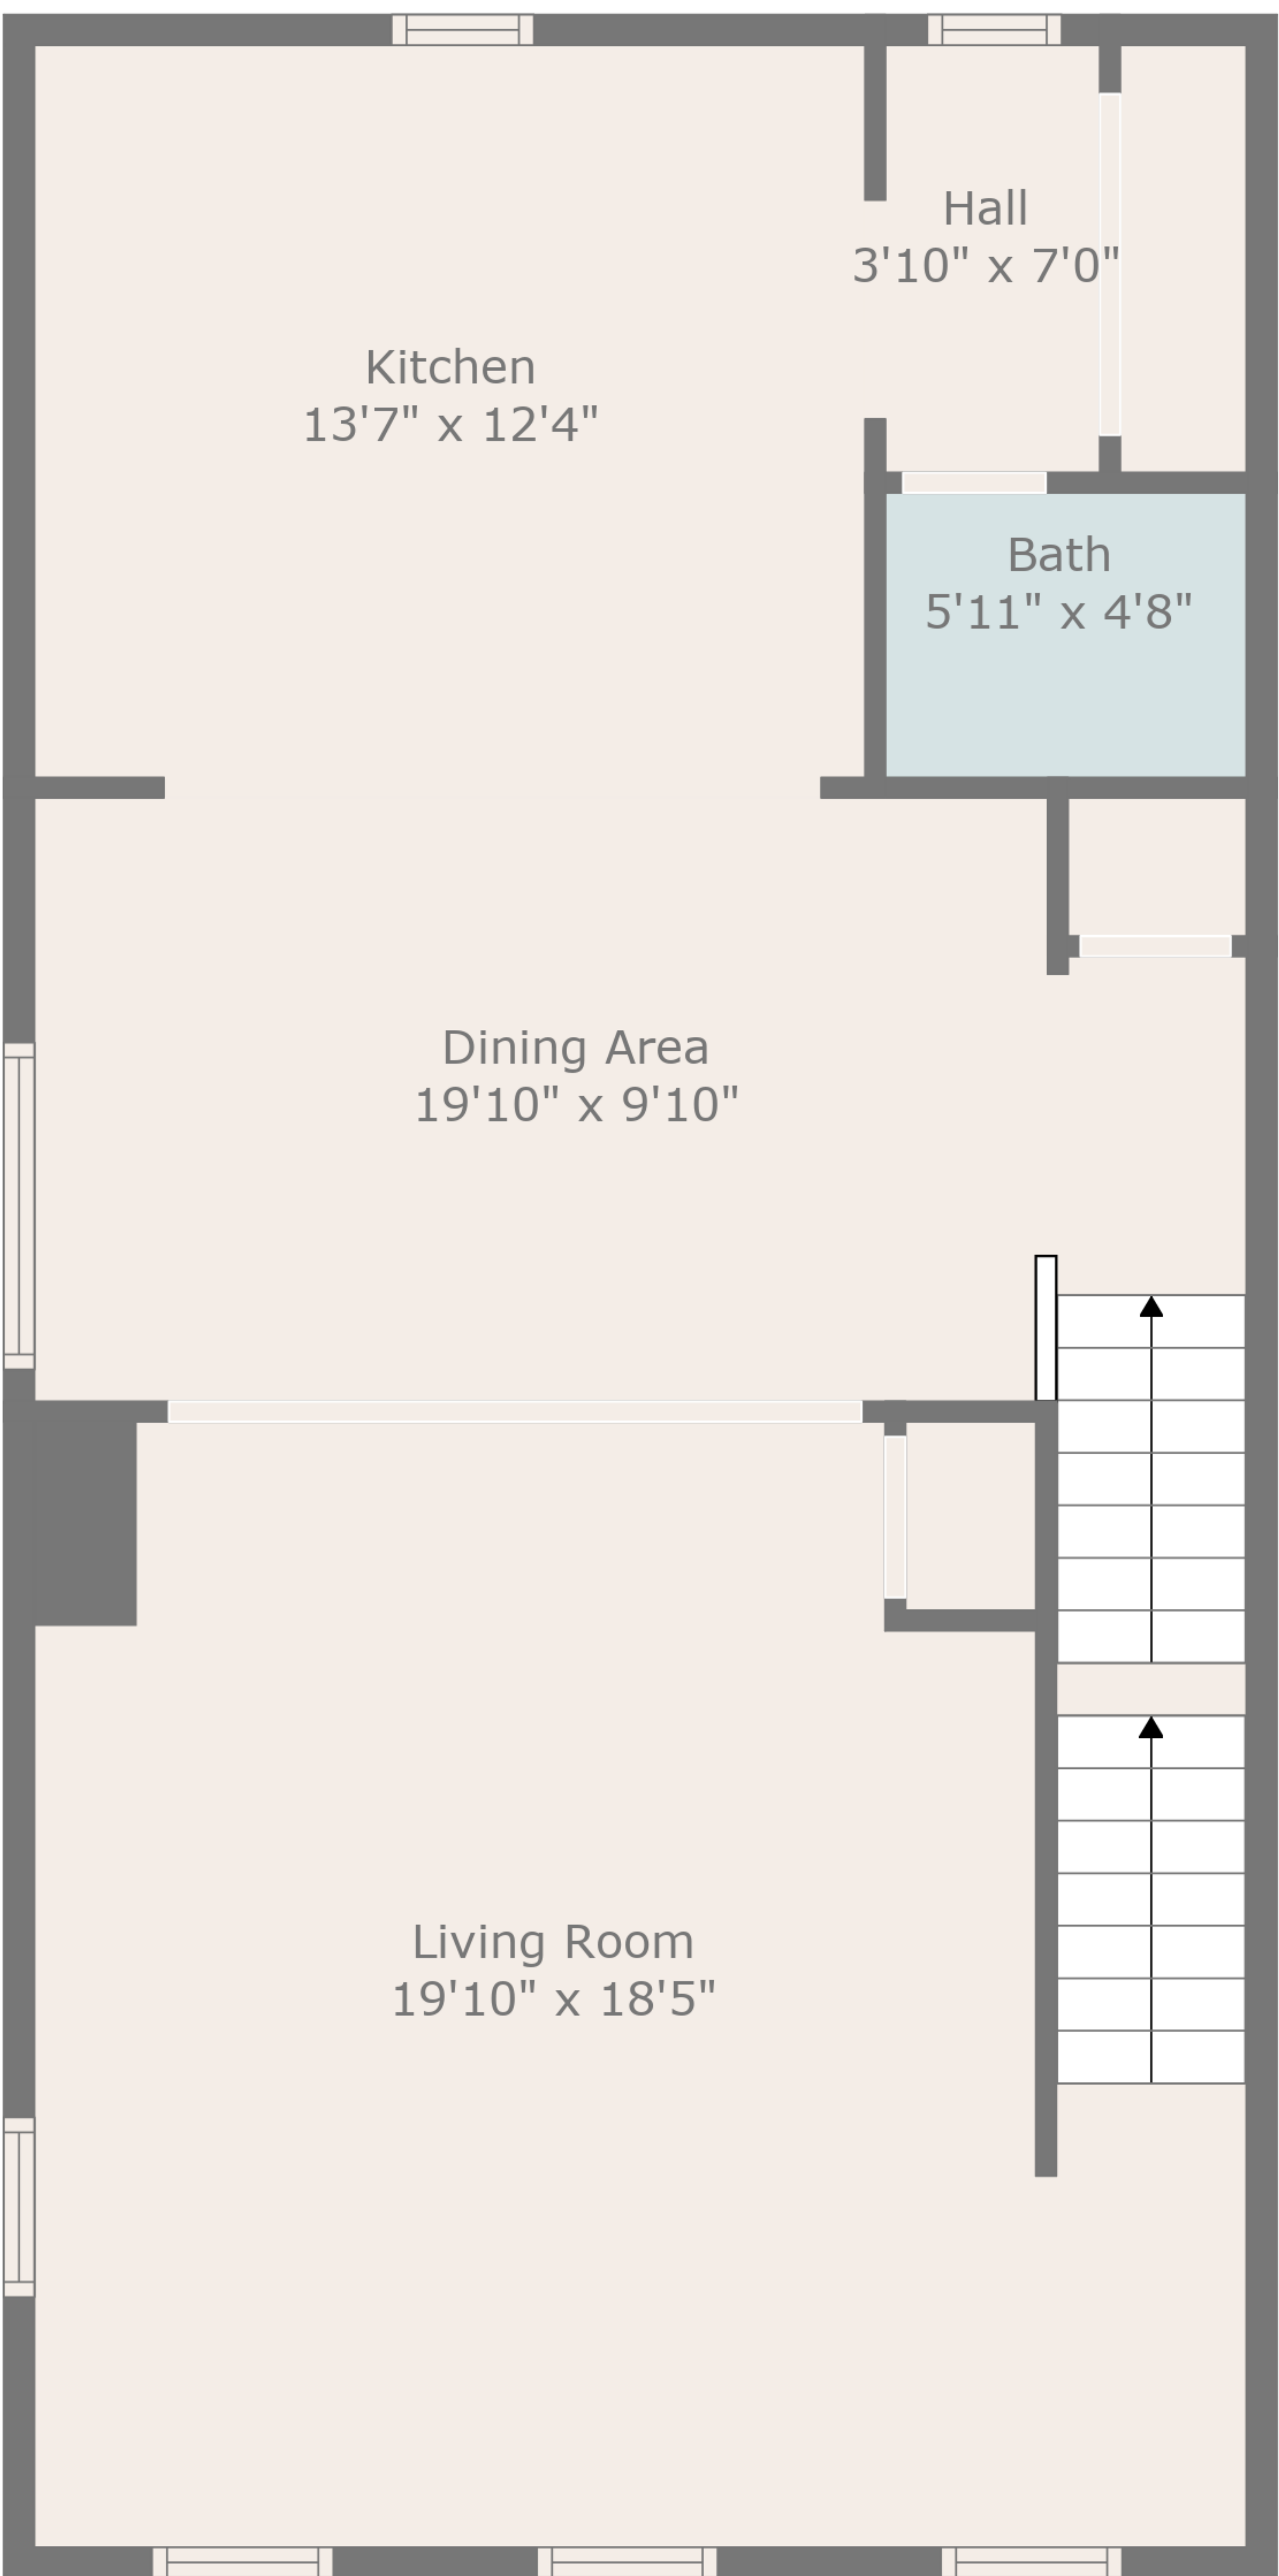 Hall
3'10" x 7'0"
Kitchen
13'7" x 12'4"
Bath
5'11" x 4'8"
Dining Area
19'10" x 9'10"
Living Room
19'10" x 18'5"